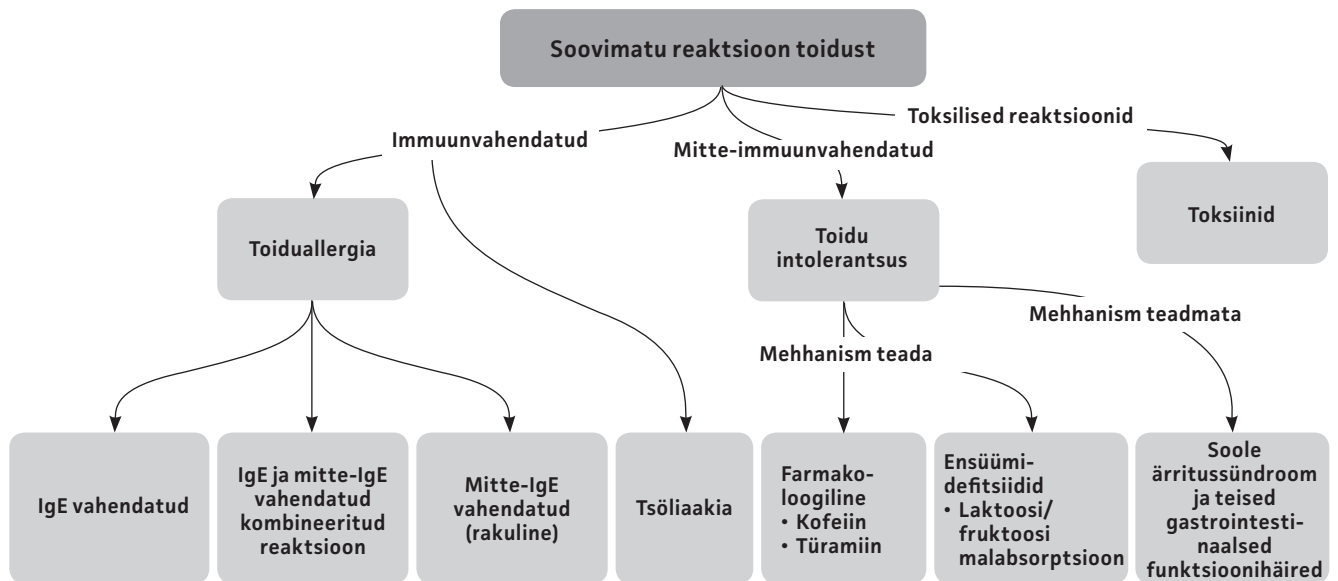 Soovimatu reaktsioon toidust
Toksilised reaktsioonid
Immuunvahendatud
Mitte-immuunvahendatud
Toksiinid
Toiduallergia
Toidu
intolerantsus
Mehhanism teadmata
Mehhanism teada
IgE vahendatud
IgE ja mitte-IgE
vahendatud
kombineeritud
reaktsioon
Mitte-IgE
vahendatud
(rakuline)
Tsöliaakia
Farmako-
loogiline
• Kofeiin
• Türamiin
Ensüümi-
defitsiidid
• Laktoosi/
fruktoosi
malabsorptsioon
Soole
ärritussündroom
ja teised
gastrointesti-
naalsed
funktsioonihäired